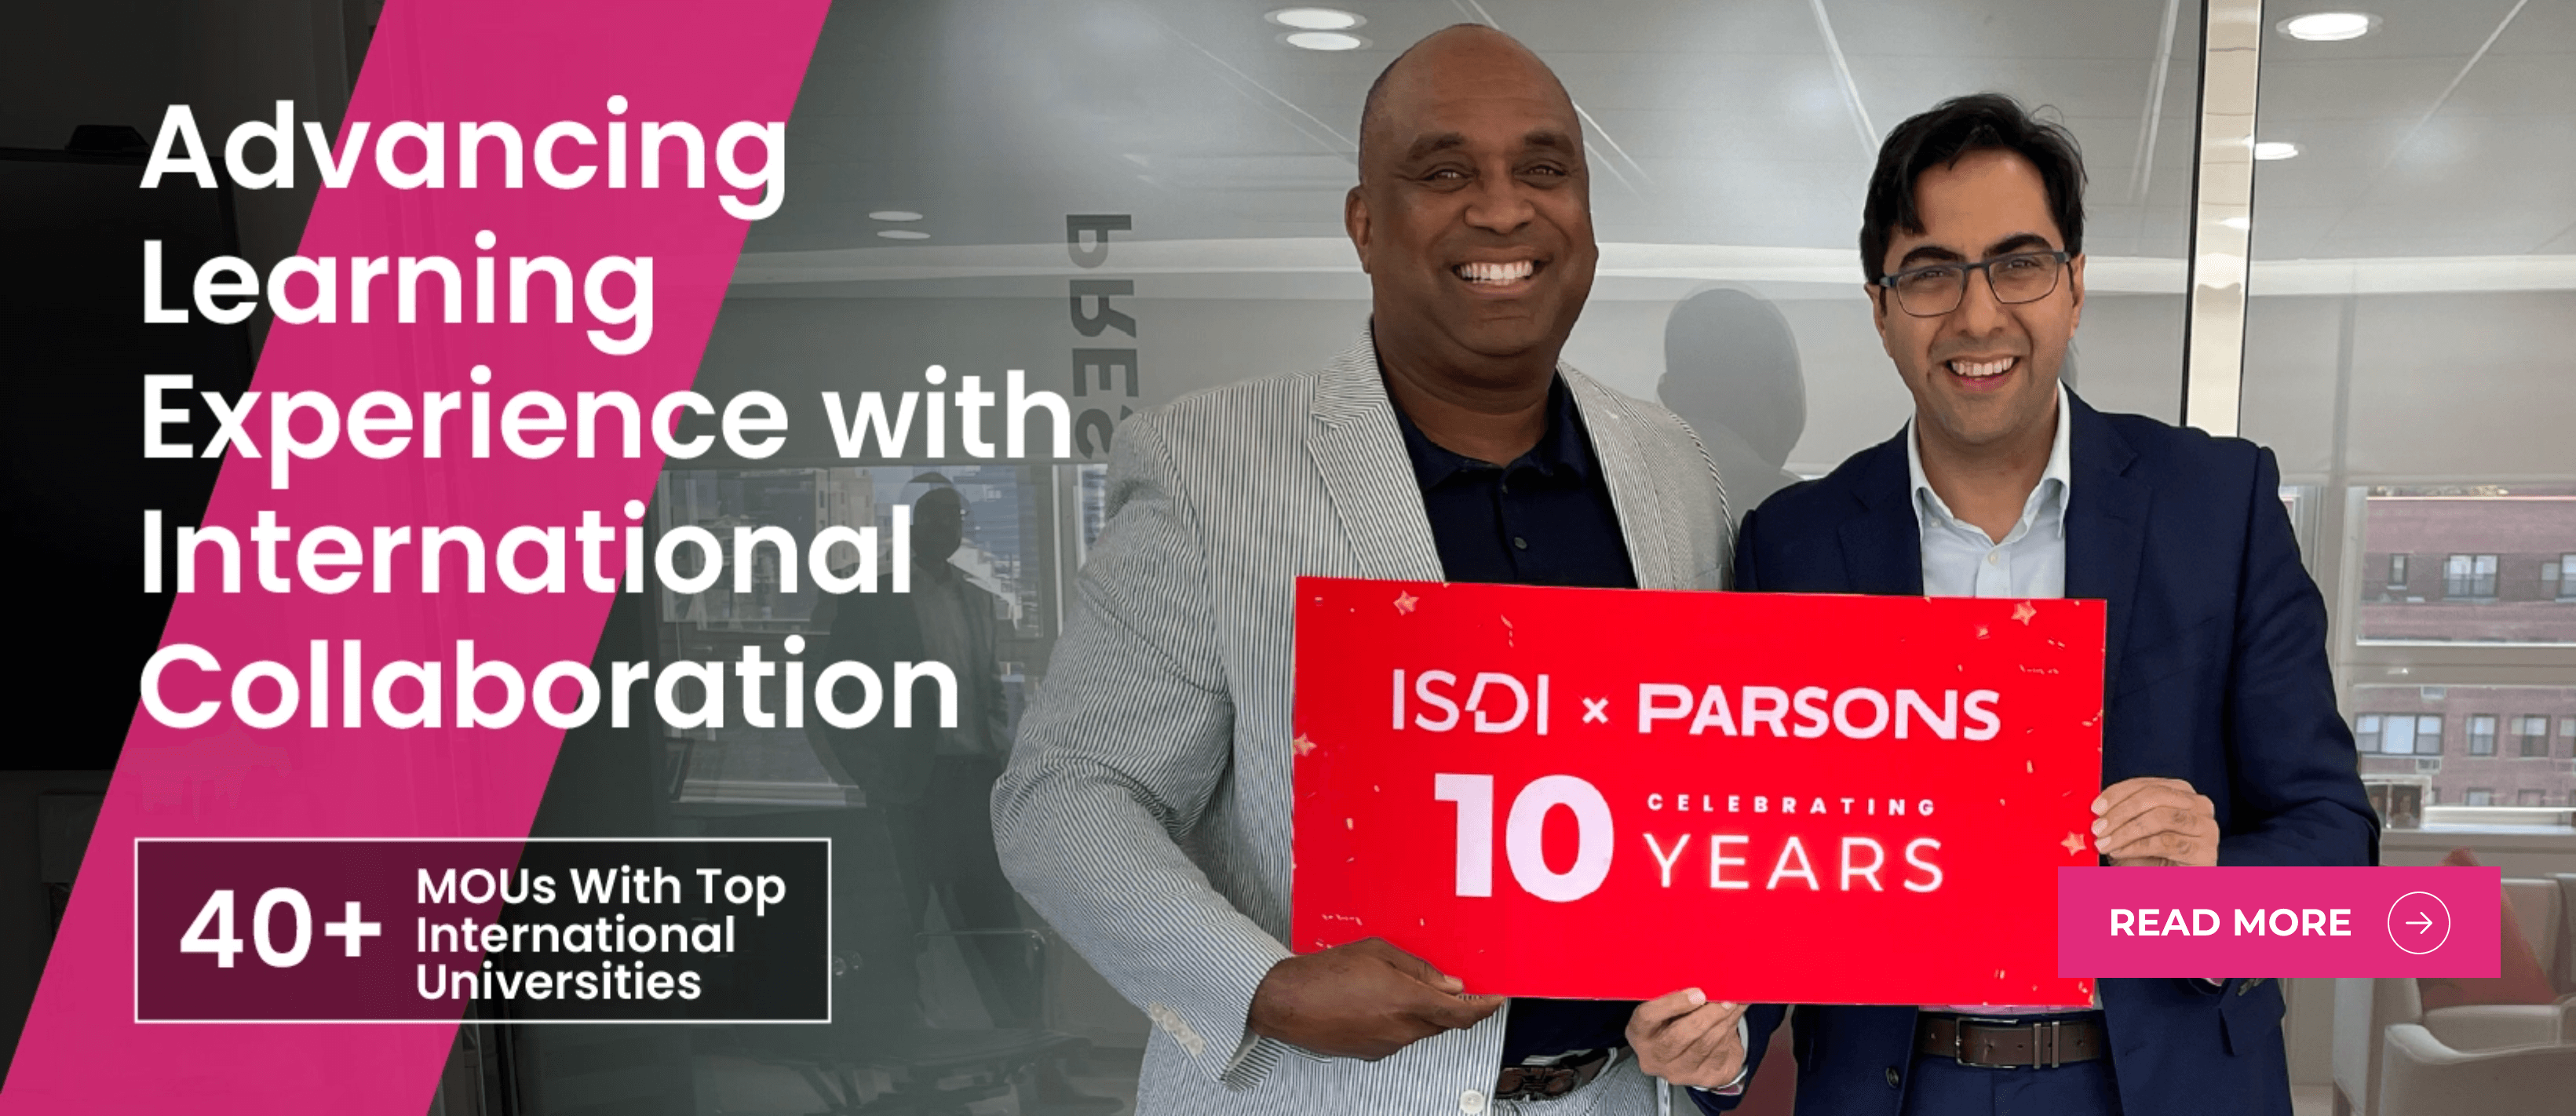 Advancing
Learning
Experience with
International
Collaboration
40+
MOUs With Top
International
Universities
ISDI × PARSONS
10
CELEBRATING
YEARS
READ MORE